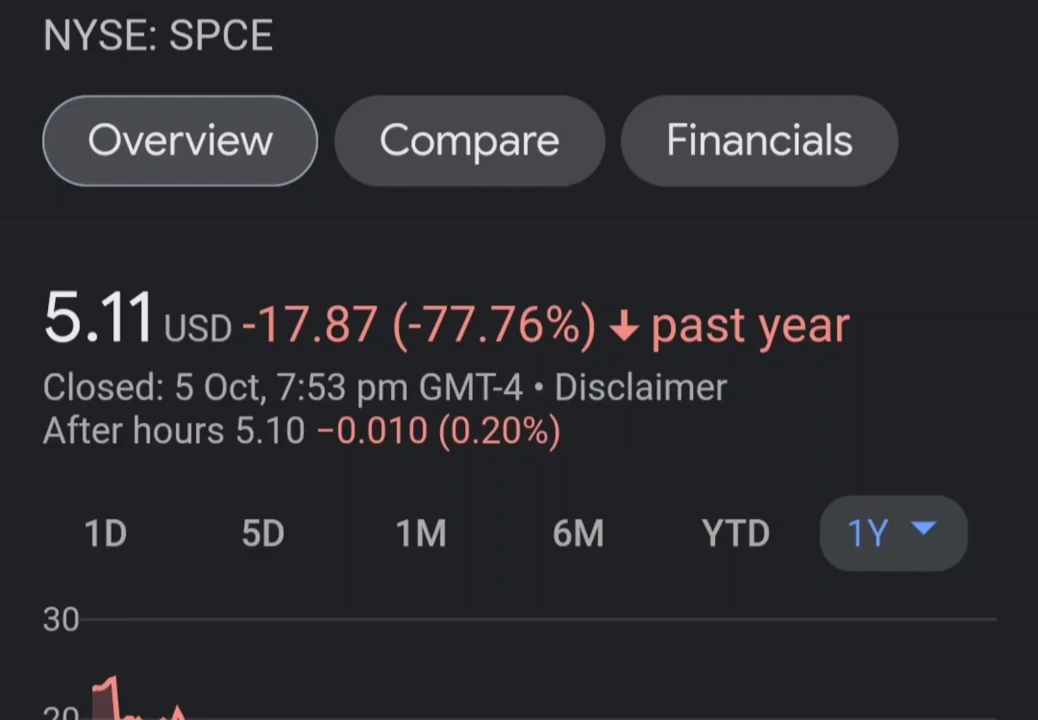 NYSE: SPCE
Overview Compare Financials
5.11 USD -17.87 (-77.76%) ↓ past year
Closed: 5 Oct, 7:53 pm GMT-4 • Disclaimer
After hours 5.10 −0.010 (0.20%)
1D 5D 1M 6M YTD 1Y
30
20